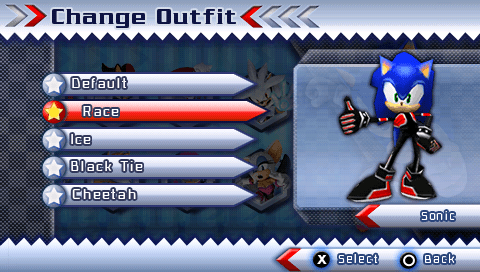 Change Outfit
Default
Race
Ice
Black Tie
Cheetah
Sonic
X Select
Back